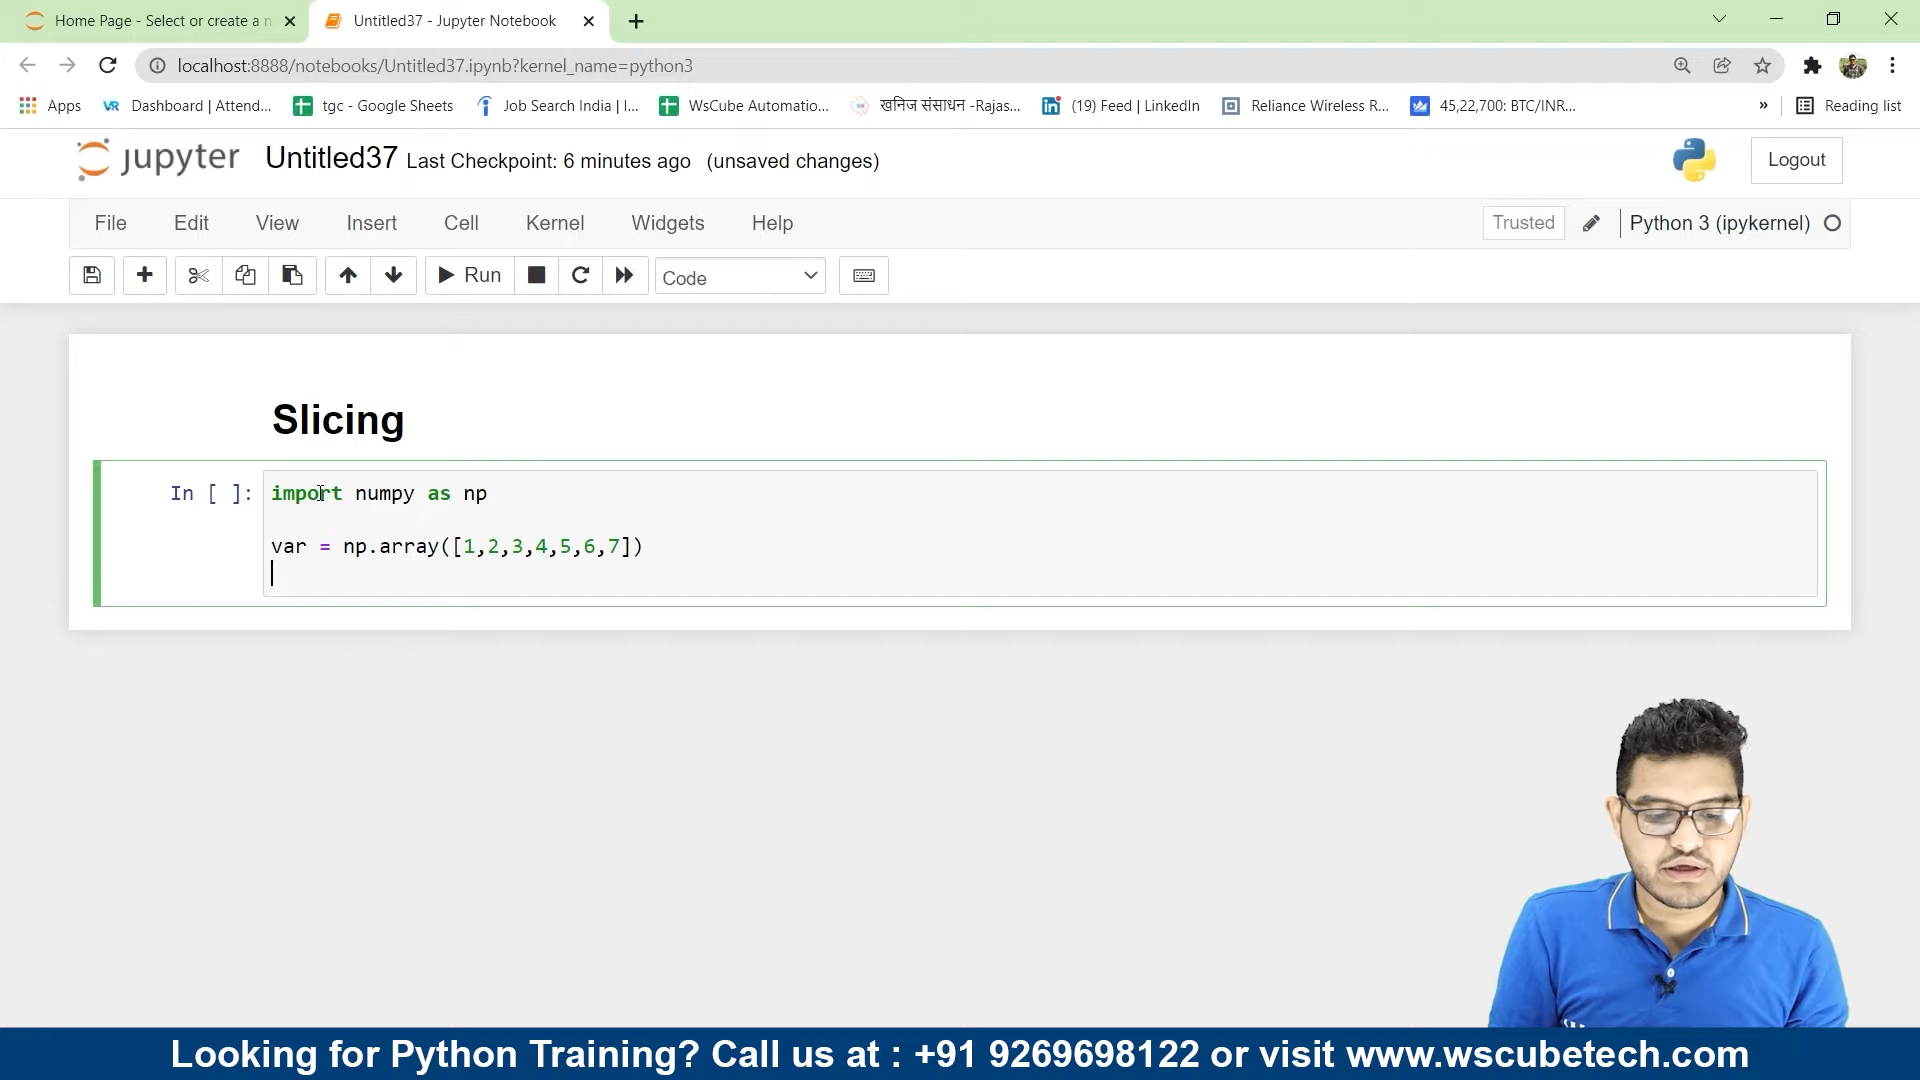 Home Page - Select or create a n
Untitled37 - Jupyter Notebook
localhost:8888/notebooks/Untitled37.ipynb?kernel_name=python3
Apps
VR Dashboard | Attend...
tgc - Google Sheets
Job Search India | I...
WsCube Automatio...
खनिज संसाधन -Rajas...
in (19) Feed | LinkedIn
Reliance Wireless R...
45,22,700: BTC/INR...
»
Reading list
jupyter Untitled37 Last Checkpoint: 6 minutes ago (unsaved changes)
Logout
File Edit View Insert Cell Kernel Widgets Help
Trusted
Python 3 (ipykernel)
Run
Code
Slicing
In [ ]: import numpy as np
var = np.array([1,2,3,4,5,6,7])
Looking for Python Training? Call us at : +91 9269698122 or visit www.wscubetech.com